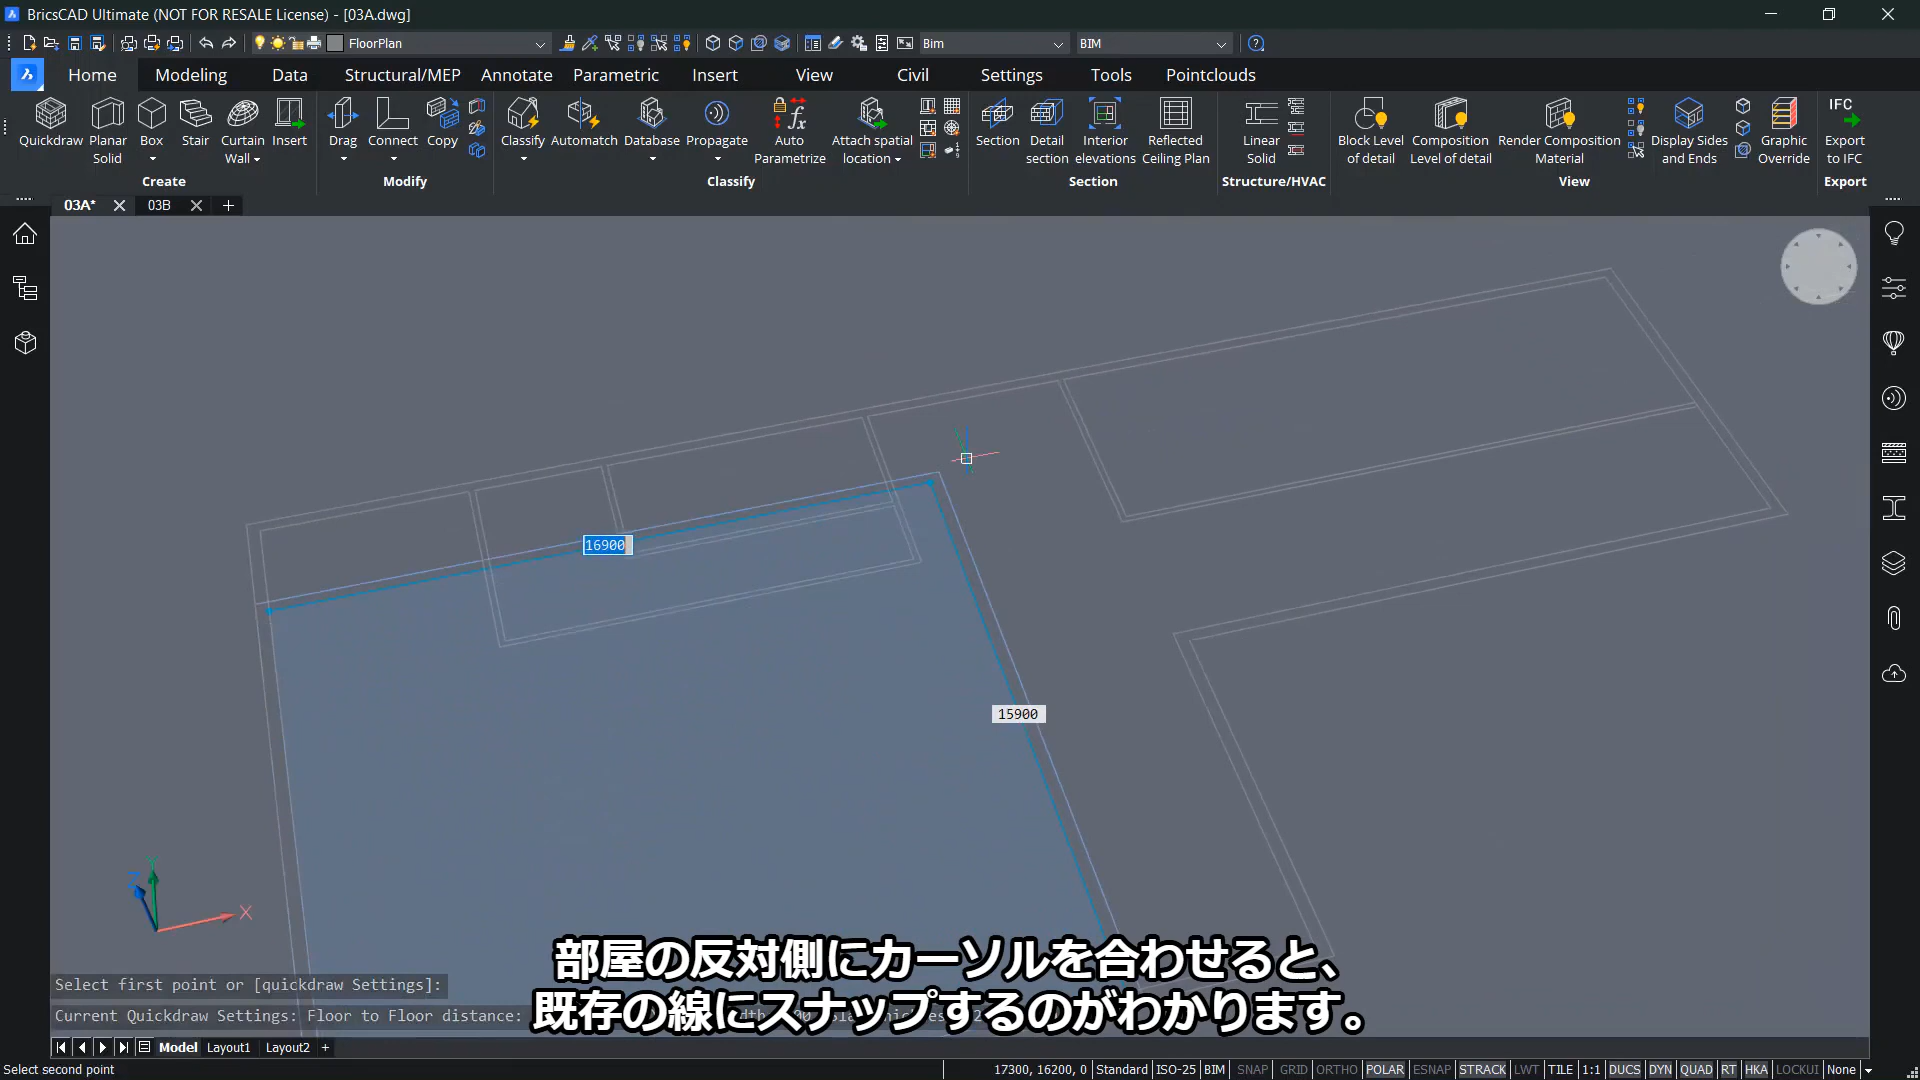 BricsCAD Ultimate (NOT FOR RESALE License) - [03A.dwg]
FloorPlan
Bim
BIM
Home Modeling Data Structural/MEP Annotate Parametric Insert View Civil Settings Tools Pointclouds
Quickdraw
Planar Solid
Box
Stair
Curtain Wall
Insert
Create
Drag
Connect
Copy
Modify
Classify
Automatch
Database
Propagate
Auto Parametrize
Attach spatial location
Classify
Section
Detail section
Interior elevations
Reflected Ceiling Plan
Section
Linear Solid
Structure/HVAC
Block Level of detail
Composition Level of detail
Render Composition Material
Display Sides and Ends
Graphic Override
View
IFC
Export to IFC
Export
03A*
03B
16900
15900
Y
Z
X
部屋の反対側にカーソルを合わせると、
既存の線にスナップするのがわかります。
Select first point or [quickdraw Settings]:
Current Quickdraw Settings: Floor to Floor distance:
Model Layout1 Layout2 +
Select second point
17300, 16200, 0 Standard ISO-25 BIM SNAP GRID ORTHO POLAR ESNAP STRACK LWT TILE 1:1 DUCS DYN QUAD RT HKA LOCKUI None